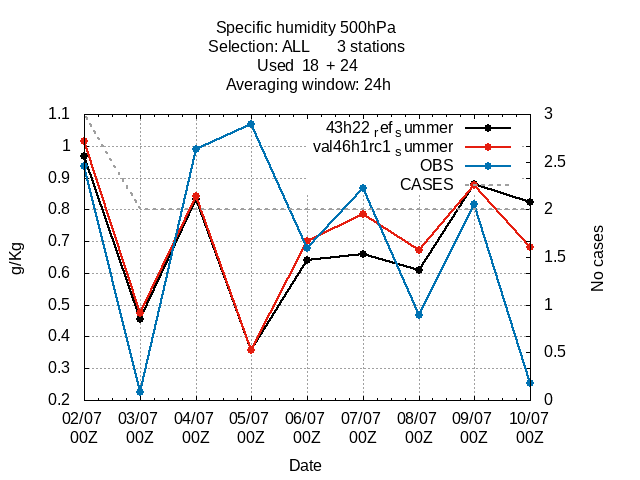 Specific humidity 500hPa
Selection: ALL 3 stations
Used 18 + 24
Averaging window: 24h
43h22_ref_summer
val46h1rc1_summer
OBS
CASES
1.1
1
0.9
0.8
0.7
0.6
0.5
0.4
0.3
0.2
g/Kg
3
2.5
2
1.5
1
0.5
0
No cases
02/07 03/07 04/07 05/07 06/07 07/07 08/07 09/07 10/07
00Z 00Z 00Z 00Z 00Z 00Z 00Z 00Z 00Z
Date